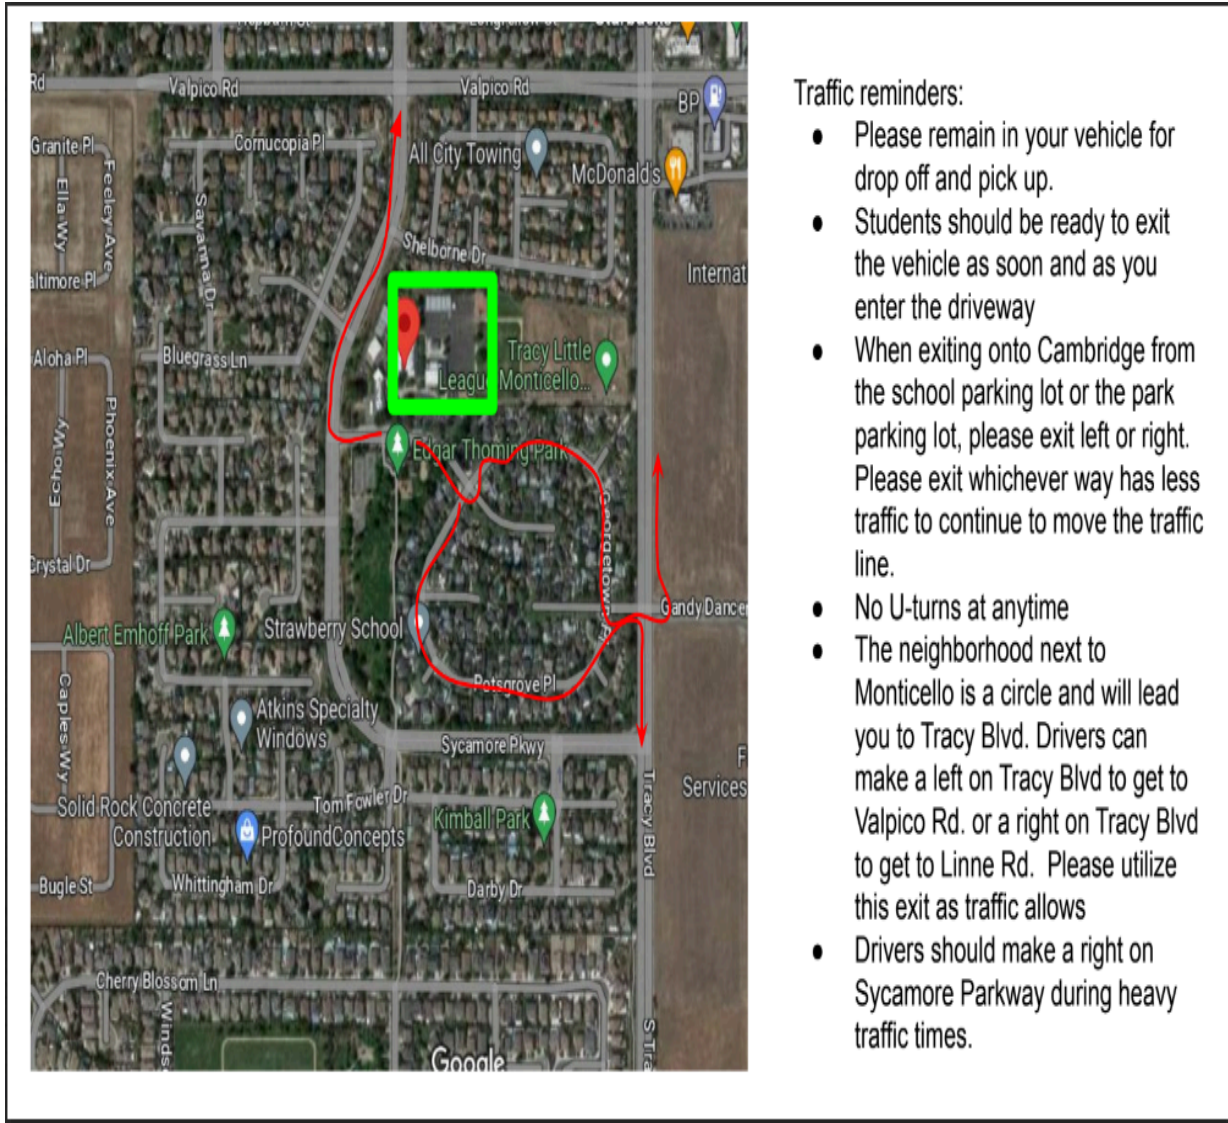 Valpico Rd
Valpico Rd
Rd
BP
Granite Pl
Cornucopia Pl
All City Towing
McDonald's
Feeley Ave
Ella Wy
Savanna Dr
Shelborne Dr
altimore Pl
Internat
Aloha Pl
Bluegrass Ln
Tracy Little
League Monticello...
Phoenix Ave
Echo Wy
Edgar Thoming Park
Georgetown Pl
Crystal Dr
Gandy Dancer
Albert Emhoff Park
Strawberry School
Potsgrove Pl
Caples Wy
Atkins Specialty
Windows
Sycamore Pkwy
F
Services
Tracy Blvd
Solid Rock Concrete
Construction
Tom Fowler Dr
ProfoundConcepts
Kimball Park
Bugle St
Whittingham Dr
Darby Dr
Cherry Blossom Ln
Winds
S Tra
Google
Traffic reminders:
● Please remain in your vehicle for
drop off and pick up.
● Students should be ready to exit
the vehicle as soon and as you
enter the driveway
● When exiting onto Cambridge from
the school parking lot or the park
parking lot, please exit left or right.
Please exit whichever way has less
traffic to continue to move the traffic
line.
● No U-turns at anytime
● The neighborhood next to
Monticello is a circle and will lead
you to Tracy Blvd. Drivers can
make a left on Tracy Blvd to get to
Valpico Rd. or a right on Tracy Blvd
to get to Linne Rd. Please utilize
this exit as traffic allows
● Drivers should make a right on
Sycamore Parkway during heavy
traffic times.